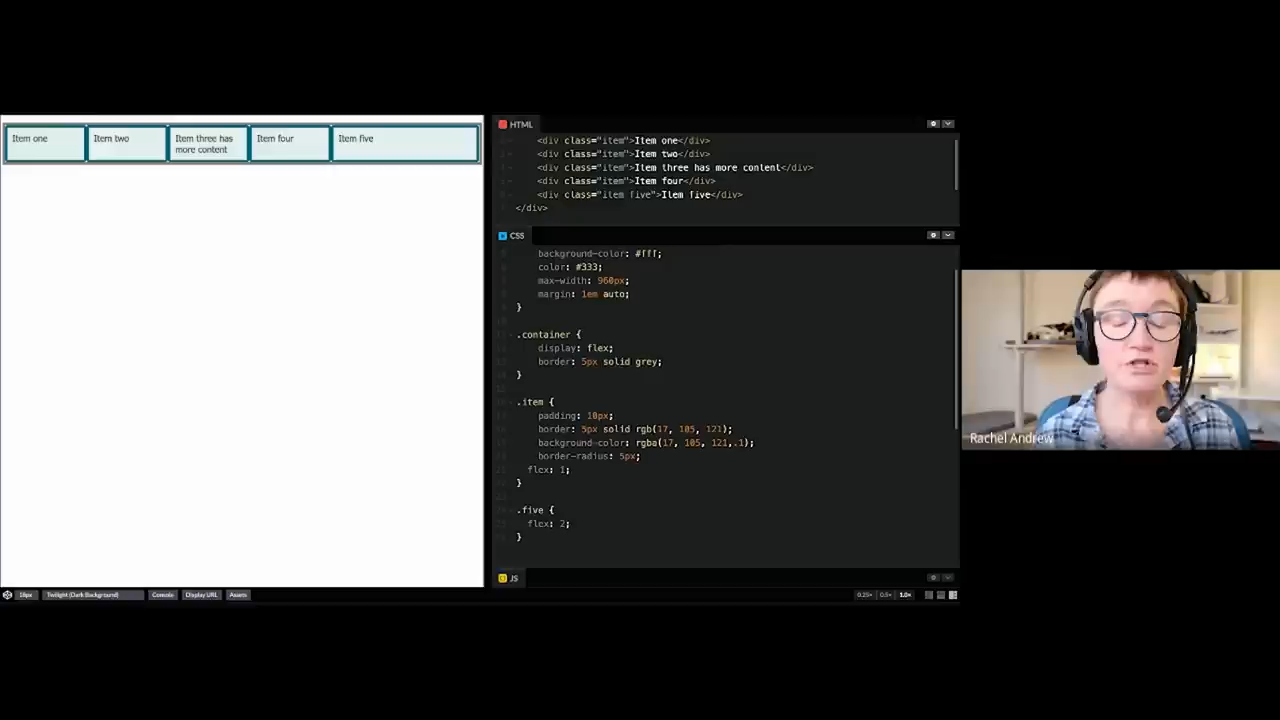 Item one
Item two
Item three has
more content
Item four
Item five
HTML
<div class="item">Item one</div>
<div class="item">Item two</div>
<div class="item">Item three has more content</div>
<div class="item">Item four</div>
<div class="item five">Item five</div>
</div>
CSS
background-color: #fff;
color: #333;
max-width: 960px;
margin: 1em auto;
}
.container {
display: flex;
border: 5px solid grey;
}
.item {
padding: 10px;
border: 5px solid rgb(17, 105, 121);
background-color: rgba(17, 105, 121,.1);
border-radius: 5px;
flex: 1;
}
.five {
flex: 2;
}
JS
18px
Twilight (Dark Background)
Console
Display URL
Assets
0.25×
0.5×
1.0×
Rachel Andrew